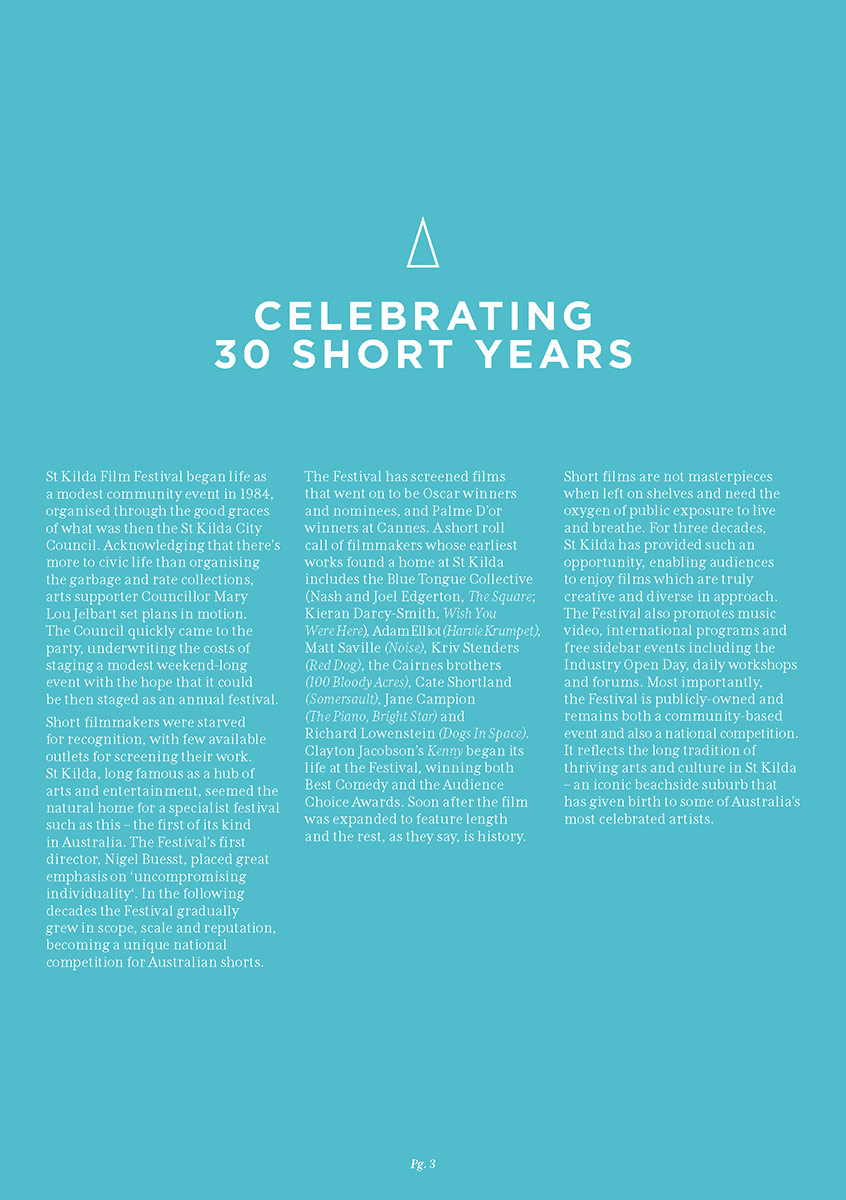 CELEBRATING
30 SHORT YEARS
St Kilda Film Festival began life as
a modest community event in 1984,
organised through the good graces
of what was then the St Kilda City
Council. Acknowledging that there's
more to civic life than organising
the garbage and rate collections,
arts supporter Councillor Mary
Lou Jelbart set plans in motion.
The Council quickly came to the
party, underwriting the costs of
staging a modest weekend-long
event with the hope that it could
be then staged as an annual festival.
Short filmmakers were starved
for recognition, with few available
outlets for screening their work.
St Kilda, long famous as a hub of
arts and entertainment, seemed the
natural home for a specialist festival
such as this – the first of its kind
in Australia. The Festival's first
director, Nigel Buesst, placed great
emphasis on ‘uncompromising
individuality‘. In the following
decades the Festival gradually
grew in scope, scale and reputation,
becoming a unique national
competition for Australian shorts.
The Festival has screened films
that went on to be Oscar winners
and nominees, and Palme D'or
winners at Cannes. A short roll
call of filmmakers whose earliest
works found a home at St Kilda
includes the Blue Tongue Collective
(Nash and Joel Edgerton, The Square;
Kieran Darcy-Smith, Wish You
Were Here), Adam Elliot (Harvie Krumpet),
Matt Saville (Noise), Kriv Stenders
(Red Dog), the Cairnes brothers
(100 Bloody Acres), Cate Shortland
(Somersault), Jane Campion
(The Piano, Bright Star) and
Richard Lowenstein (Dogs In Space).
Clayton Jacobson's Kenny began its
life at the Festival, winning both
Best Comedy and the Audience
Choice Awards. Soon after the film
was expanded to feature length
and the rest, as they say, is history.
Short films are not masterpieces
when left on shelves and need the
oxygen of public exposure to live
and breathe. For three decades,
St Kilda has provided such an
opportunity, enabling audiences
to enjoy films which are truly
creative and diverse in approach.
The Festival also promotes music
video, international programs and
free sidebar events including the
Industry Open Day, daily workshops
and forums. Most importantly,
the Festival is publicly-owned and
remains both a community-based
event and also a national competition.
It reflects the long tradition of
thriving arts and culture in St Kilda
– an iconic beachside suburb that
has given birth to some of Australia's
most celebrated artists.
Pg. 3